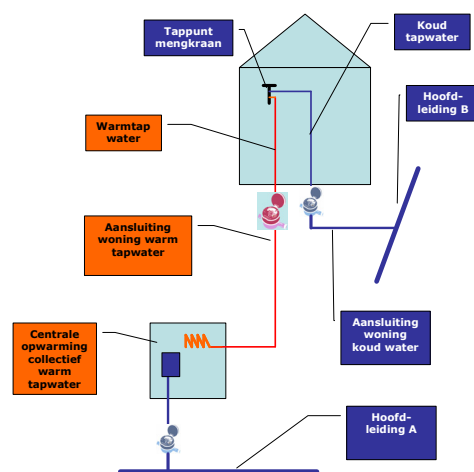 Tappunt
mengkraan
Koud
tapwater
Hoofd-
leiding B
Warmtap
water
Aansluiting
woning warm
tapwater
Aansluiting
woning
koud water
Centrale
opwarming
collectief
warm
tapwater
Hoofd-
leiding A